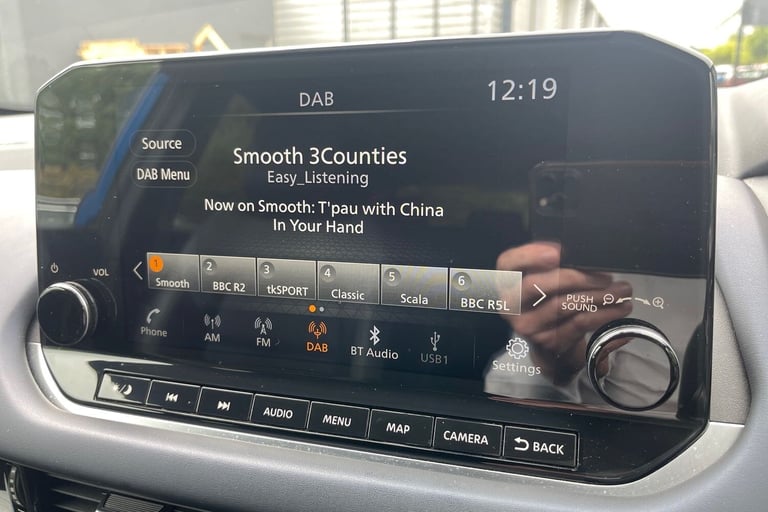 DAB
12:19
Source
DAB Menu
Smooth 3Counties
Easy_Listening
Now on Smooth: T'pau with China
In Your Hand
1 Smooth
2 BBC R2
3 tkSPORT
4 Classic
5 Scala
6 BBC R5L
VOL
PUSH
SOUND
Phone
AM
FM
DAB
BT Audio
USB1
Settings
AUDIO
MENU
MAP
CAMERA
BACK